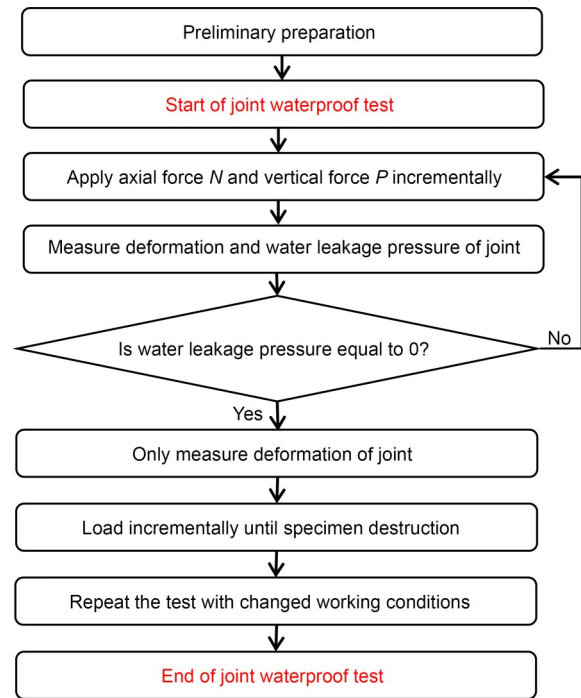 Preliminary preparation
Start of joint waterproof test
Apply axial force N and vertical force P incrementally
Measure deformation and water leakage pressure of joint
Is water leakage pressure equal to 0?
No
Yes
Only measure deformation of joint
Load incrementally until specimen destruction
Repeat the test with changed working conditions
End of joint waterproof test